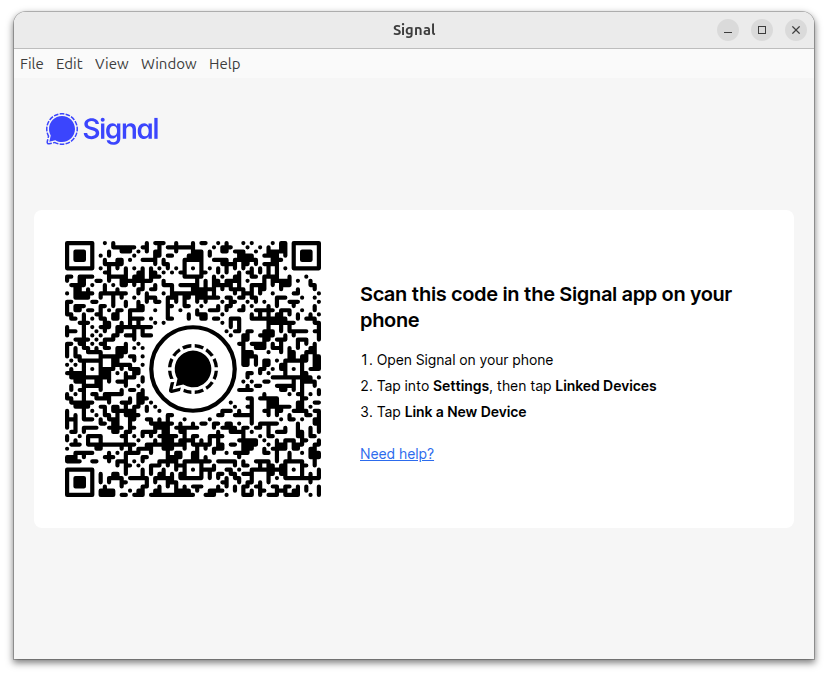 Signal
File Edit View Window Help
Signal
Scan this code in the Signal app on your
phone
1. Open Signal on your phone
2. Tap into Settings, then tap Linked Devices
3. Tap Link a New Device
Need help?